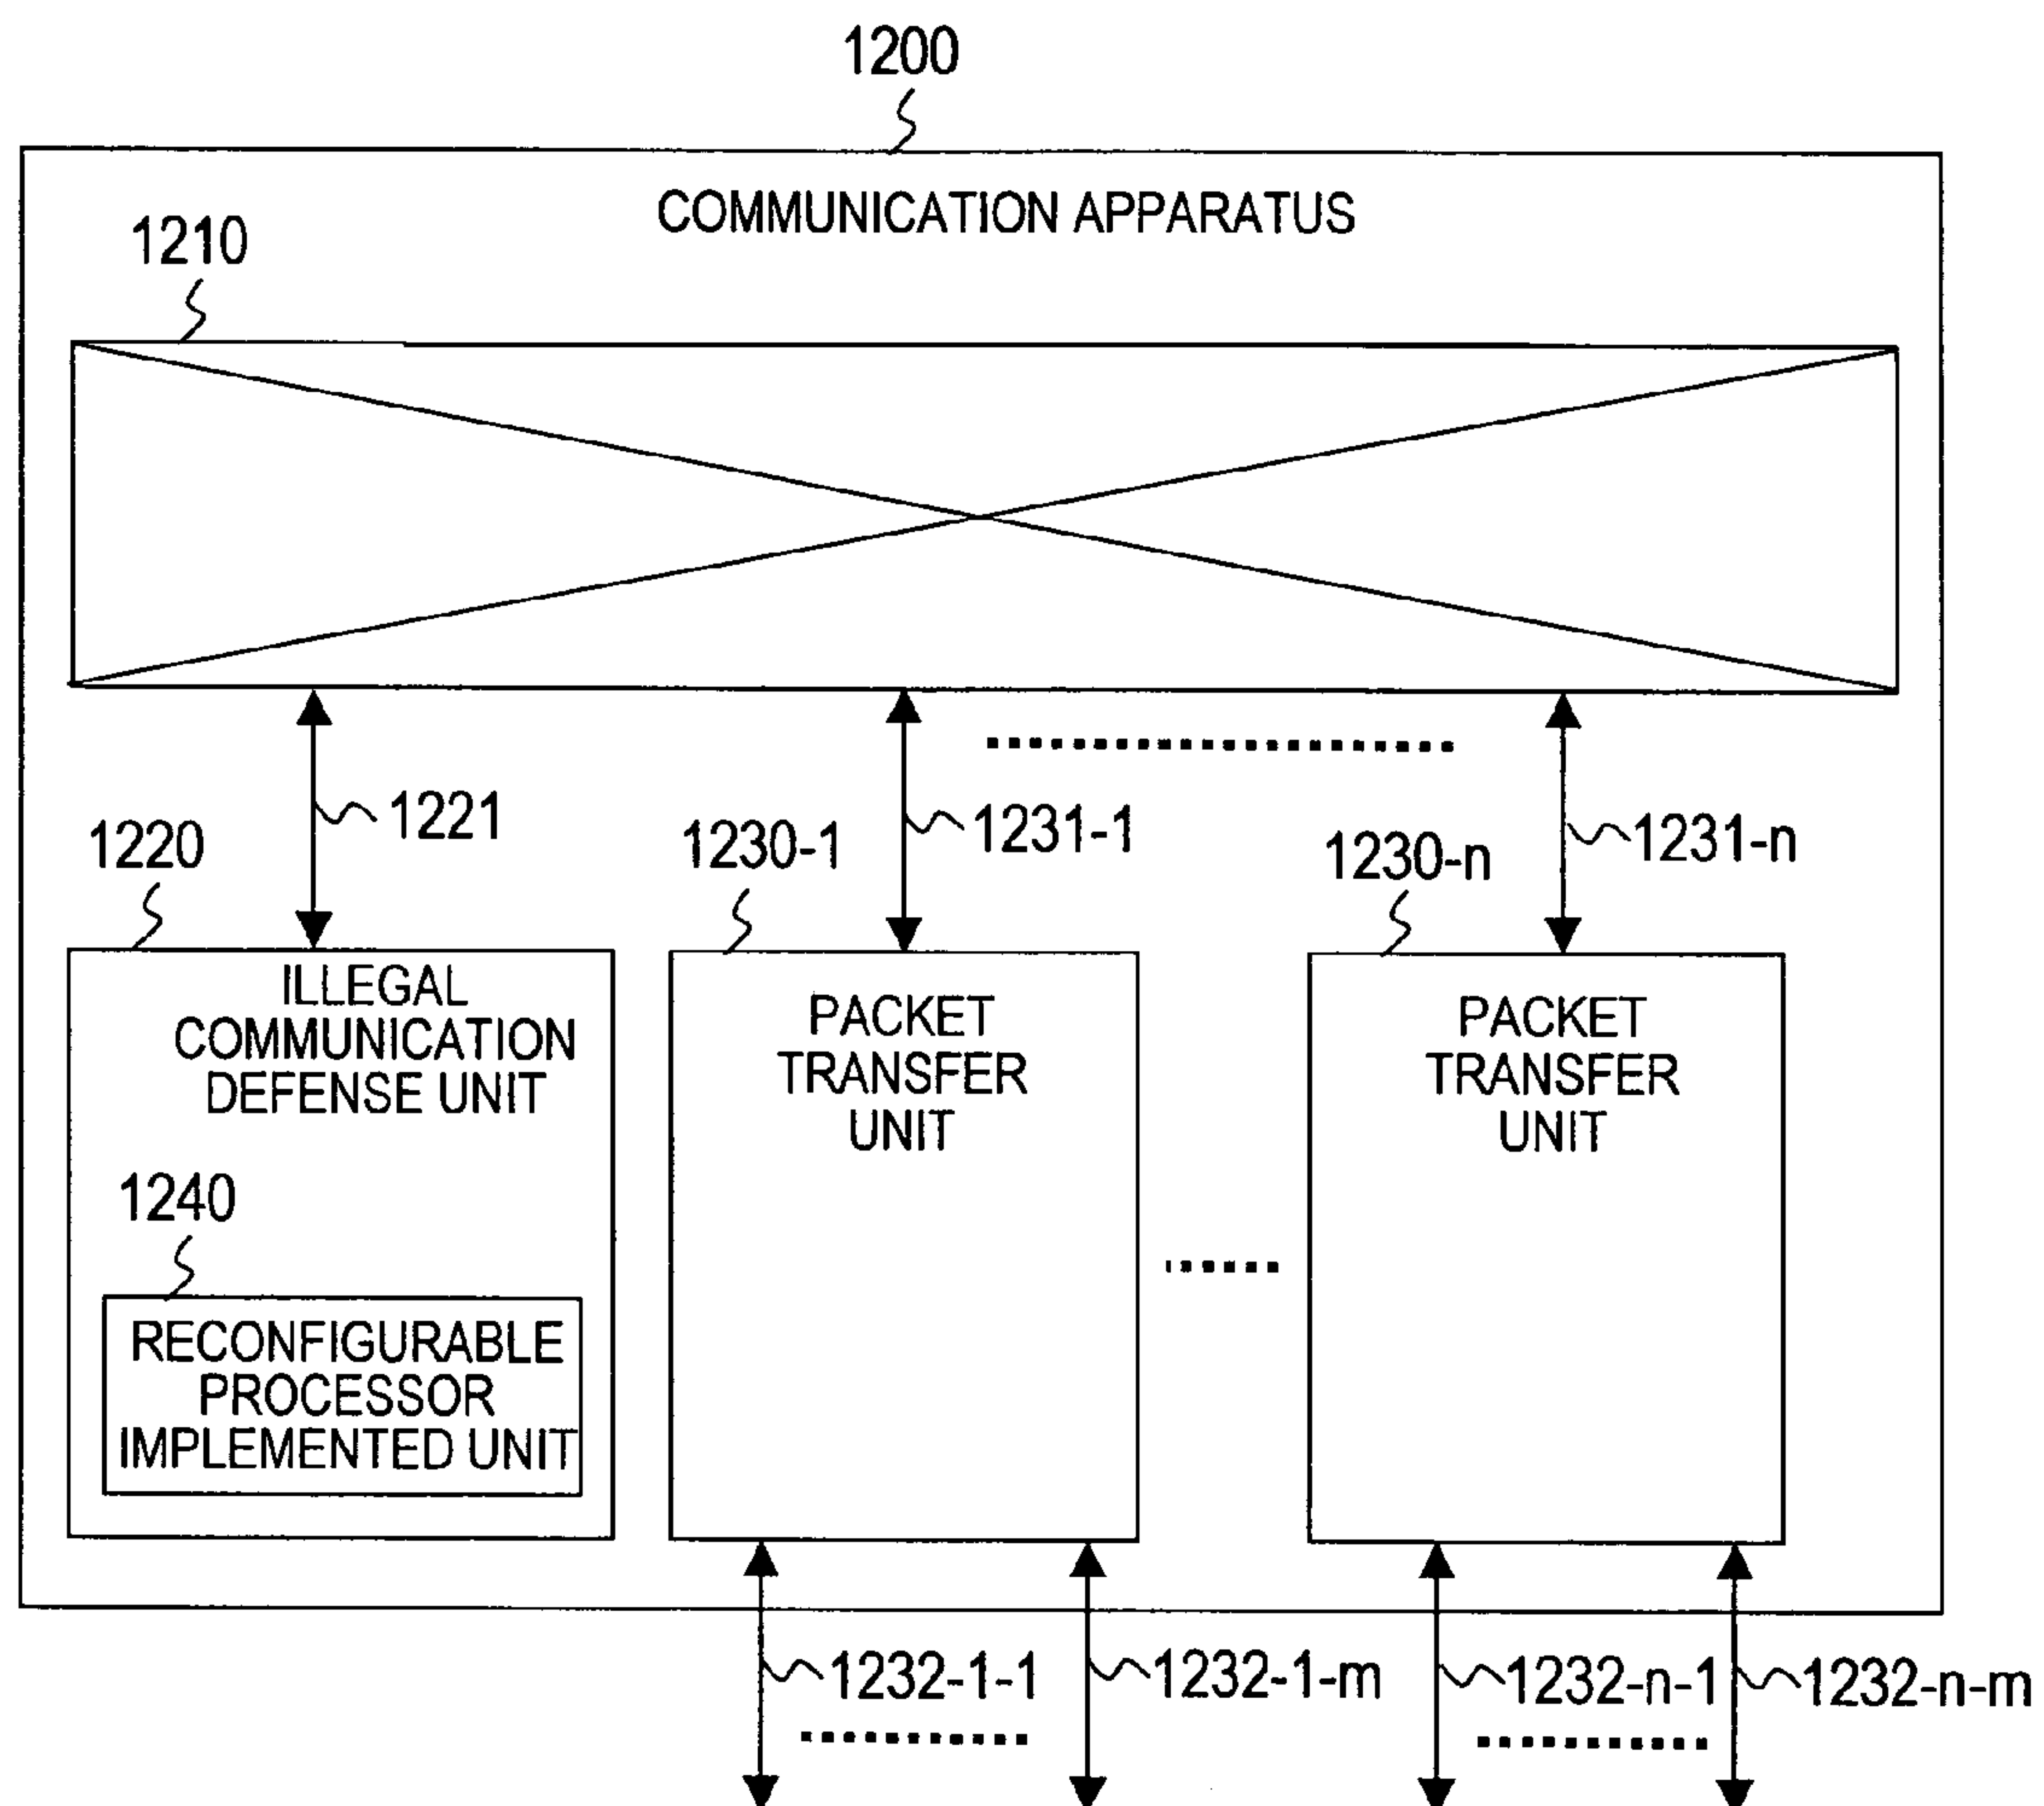 1200
COMMUNICATION APPARATUS
1210
1221
1231-1
1231-n
1220
1230-1
1230-n
ILLEGAL
COMMUNICATION
DEFENSE UNIT
PACKET
TRANSFER
UNIT
PACKET
TRANSFER
UNIT
1240
RECONFIGURABLE
PROCESSOR
IMPLEMENTED UNIT
1232-1-1
1232-1-m
1232-n-1
1232-n-m